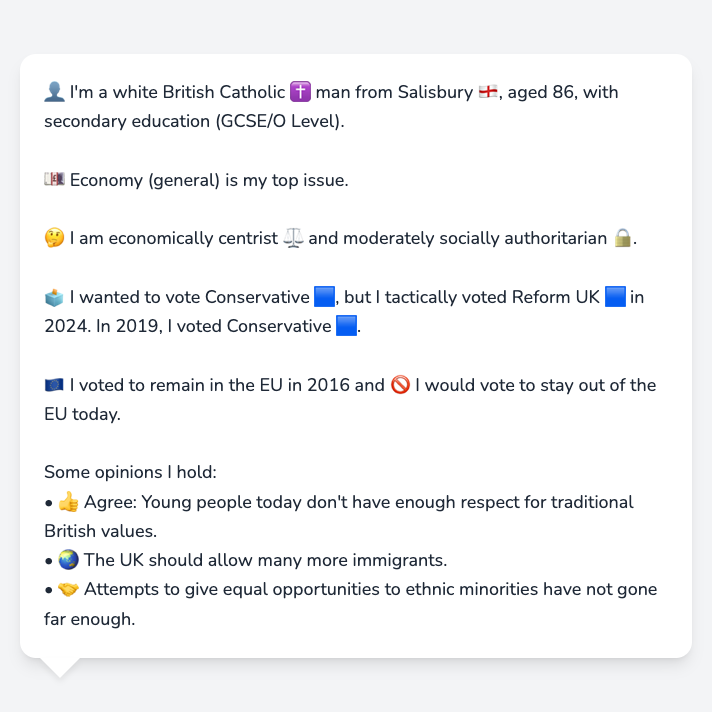 👤 I'm a white British Catholic ✝️ man from Salisbury 🏴󠁧󠁢󠁥󠁮󠁧󠁿, aged 86, with
secondary education (GCSE/O Level).
💷 Economy (general) is my top issue.
🤔 I am economically centrist ⚖️ and moderately socially authoritarian 🔒.
🗳️ I wanted to vote Conservative 🟦, but I tactically voted Reform UK 🟦 in
2024. In 2019, I voted Conservative 🟦.
🇪🇺 I voted to remain in the EU in 2016 and 🚫 I would vote to stay out of the
EU today.
Some opinions I hold:
• 👍 Agree: Young people today don't have enough respect for traditional
British values.
• 🌏 The UK should allow many more immigrants.
• 🤝 Attempts to give equal opportunities to ethnic minorities have not gone
far enough.